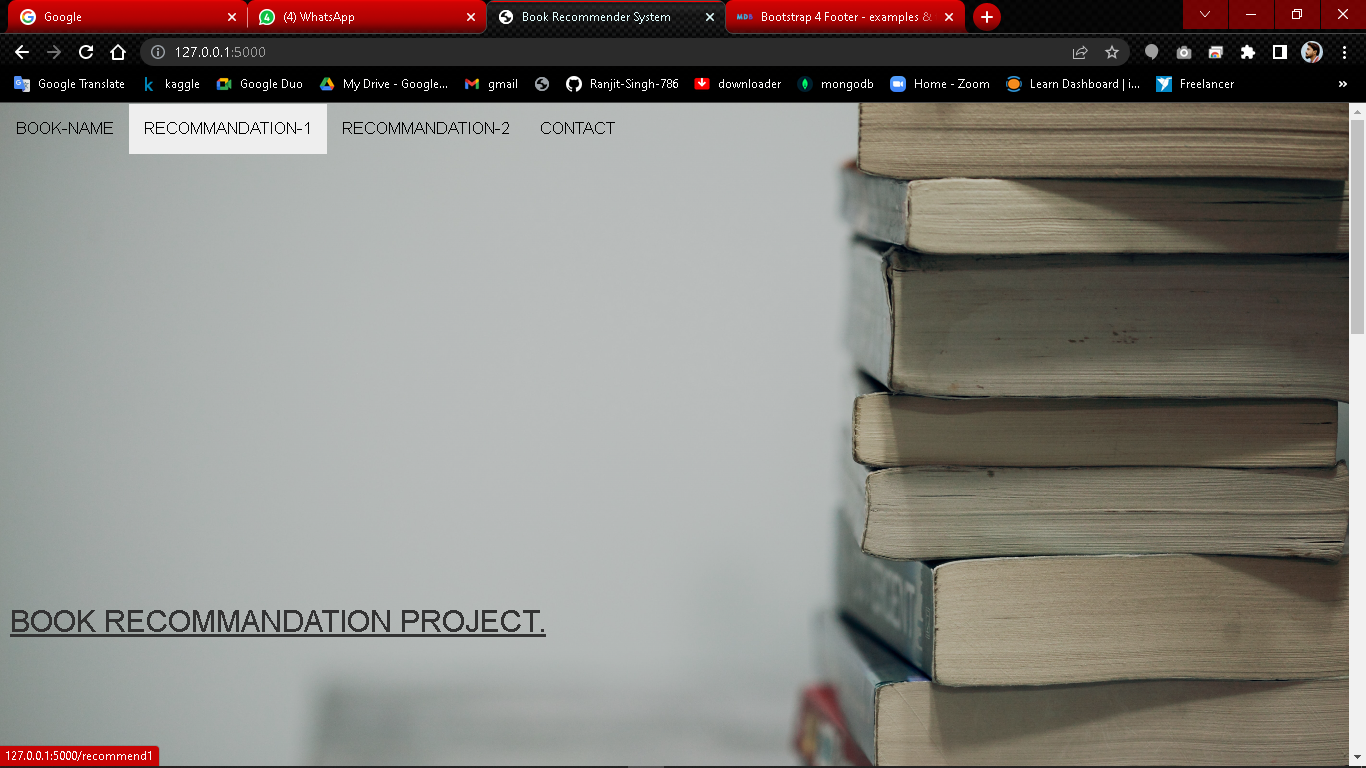 Google
(4) WhatsApp
Book Recommender System
MDB Bootstrap 4 Footer - examples &
127.0.0.1:5000
Google Translate kaggle Google Duo My Drive - Google... gmail Ranjit-Singh-786 downloader mongodb Home - Zoom Learn Dashboard | i... Freelancer »
BOOK-NAME RECOMMANDATION-1 RECOMMANDATION-2 CONTACT
BOOK RECOMMANDATION PROJECT.
127.0.0.1:5000/recommend1